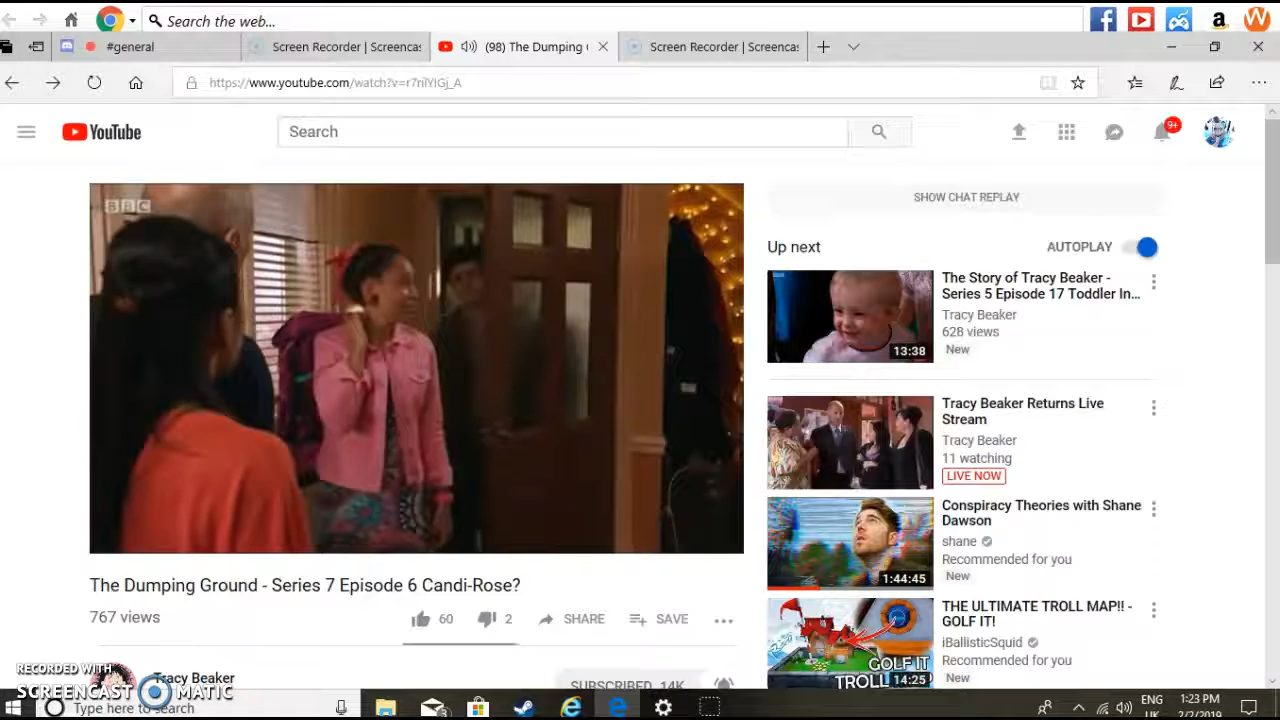 Search the web...
#general
Screen Recorder | Screencas
(98) The Dumping
Screen Recorder | Screencas
https://www.youtube.com/watch?v=r7rilYIGj_A
YouTube
Search
9+
BBC
SHOW CHAT REPLAY
Up next
AUTOPLAY
The Story of Tracy Beaker -
Series 5 Episode 17 Toddler In...
Tracy Beaker
628 views
New
13:38
Tracy Beaker Returns Live
Stream
Tracy Beaker
11 watching
LIVE NOW
Conspiracy Theories with Shane
Dawson
shane
Recommended for you
New
1:44:45
THE ULTIMATE TROLL MAP!! -
GOLF IT!
iBallisticSquid
Recommended for you
New
GOLF IT
TROLL
14:25
The Dumping Ground - Series 7 Episode 6 Candi-Rose?
767 views
60
2
SHARE
SAVE
Tracy Beaker
SUBSCRIBED 14K
RECORDED WITH
SCREENCAST MATIC
Type here to search
ENG
UK
1:23 PM
2/2/2019